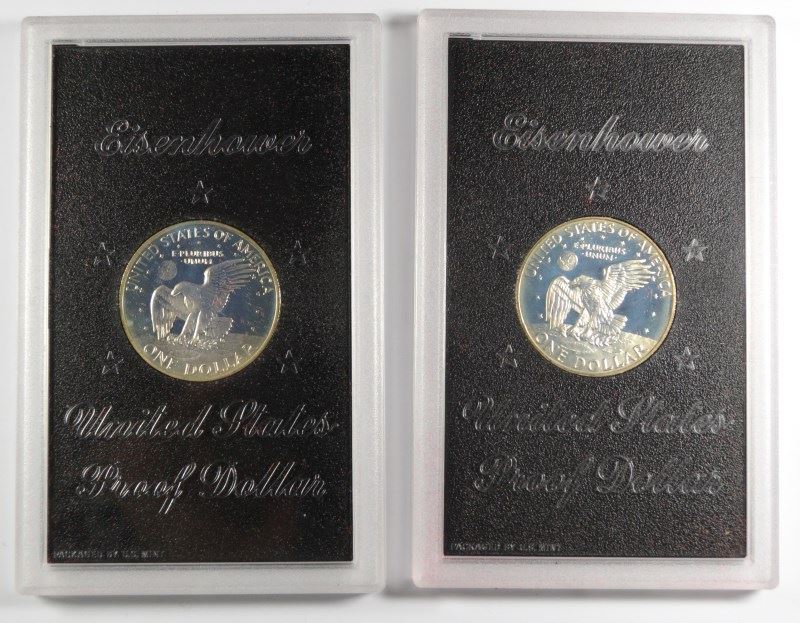 Eisenhower
UNITED STATES OF AMERICA
E·PLURIBUS
·UNUM·
ONE DOLLAR
United States
Proof Dollar
PACKAGED BY U.S. MINT
Eisenhower
UNITED STATES OF AMERICA
E·PLURIBUS
·UNUM·
ONE DOLLAR
United States
Proof Dollar
PACKAGED BY U.S. MINT